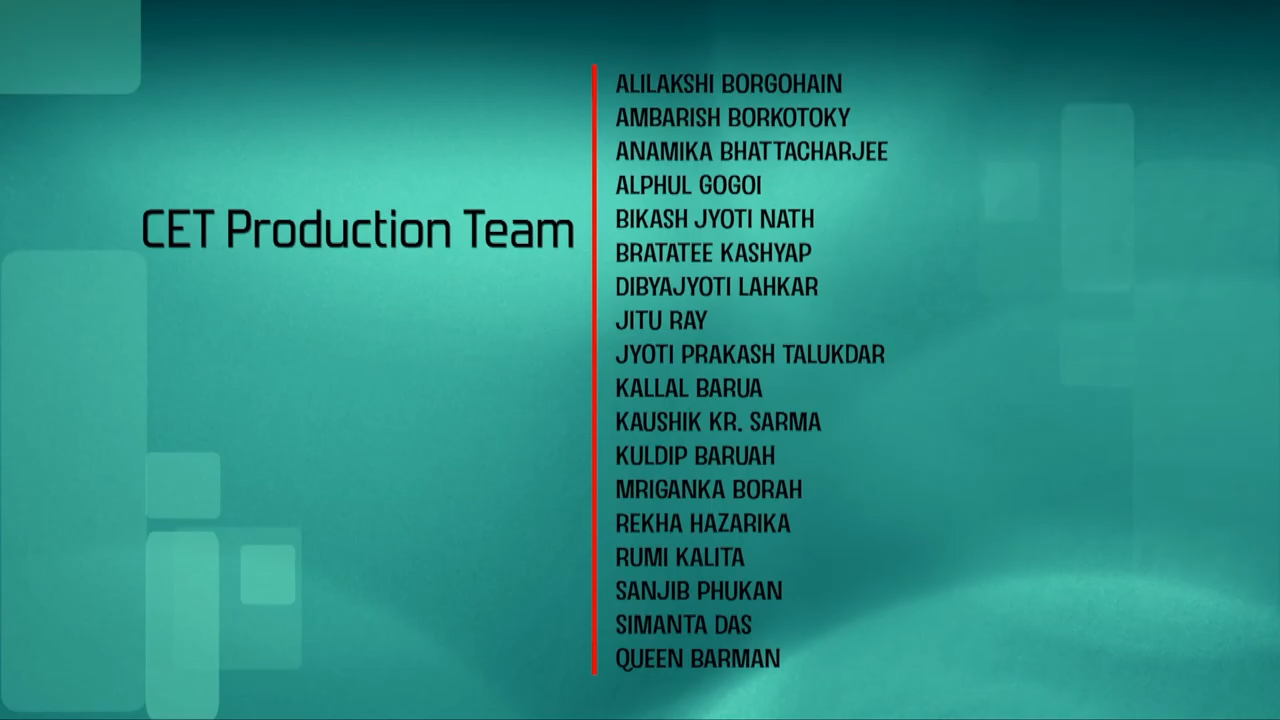 CET Production Team
ALILAKSHI BORGOHAIN
AMBARISH BORKOTOKY
ANAMIKA BHATTACHARJEE
ALPHUL GOGOI
BIKASH JYOTI NATH
BRATATEE KASHYAP
DIBYAJYOTI LAHKAR
JITU RAY
JYOTI PRAKASH TALUKDAR
KALLAL BARUA
KAUSHIK KR. SARMA
KULDIP BARUAH
MRIGANKA BORAH
REKHA HAZARIKA
RUMI KALITA
SANJIB PHUKAN
SIMANTA DAS
QUEEN BARMAN